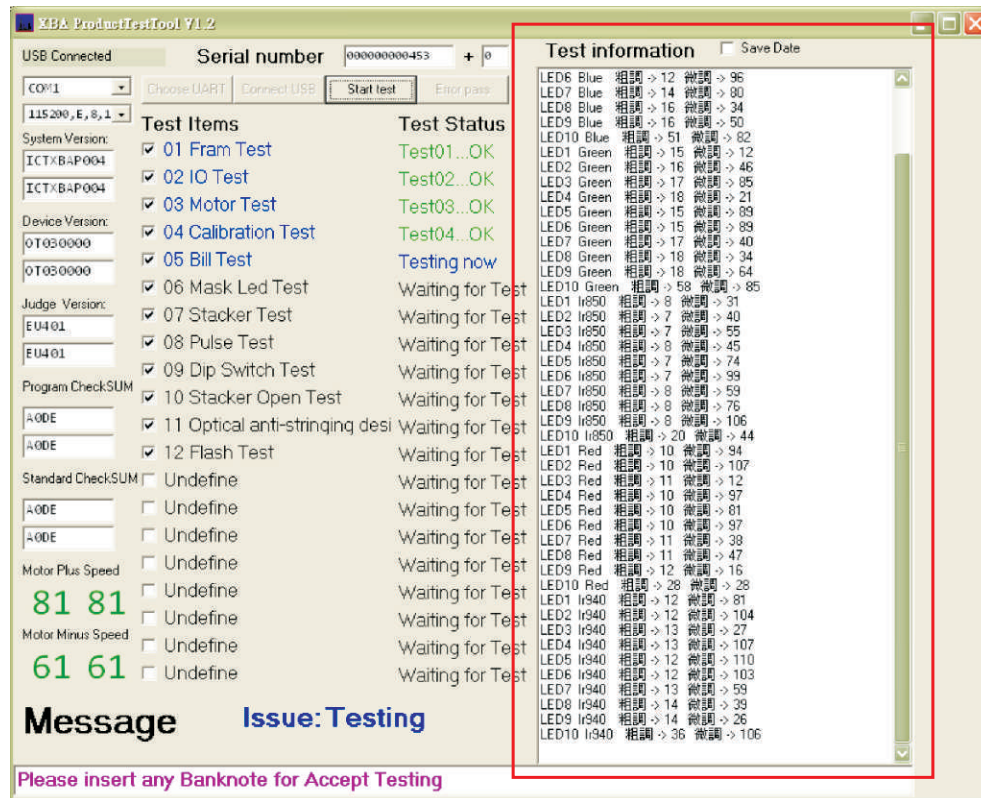 XBA ProductTestTool V1.2
USB Connected
Serial number
000000000453
+
0
COM1
Choose UART
Connect USB
Start test
Error pass
115200,E,8,1
System Version:
ICTXBAP004
ICTXBAP004
Device Version:
0T030000
0T030000
Judge Version:
EU401
EU401
Program CheckSUM
A0DE
A0DE
Standard CheckSUM
A0DE
A0DE
Motor Plus Speed
81 81
Motor Minus Speed
61 61
Test Items
Test Status
01 Fram Test
Test01...OK
02 IO Test
Test02...OK
03 Motor Test
Test03...OK
04 Calibration Test
Test04...OK
05 Bill Test
Testing now
06 Mask Led Test
Waiting for Test
07 Stacker Test
Waiting for Test
08 Pulse Test
Waiting for Test
09 Dip Switch Test
Waiting for Test
10 Stacker Open Test
Waiting for Test
11 Optical anti-stringing desi
Waiting for Test
12 Flash Test
Waiting for Test
Undefine
Waiting for Test
Undefine
Waiting for Test
Undefine
Waiting for Test
Undefine
Waiting for Test
Undefine
Waiting for Test
Undefine
Waiting for Test
Undefine
Waiting for Test
Undefine
Waiting for Test
Test information
Save Date
LED6 Blue 粗調 -> 12 微調 -> 96
LED7 Blue 粗調 -> 14 微調 -> 80
LED8 Blue 粗調 -> 16 微調 -> 34
LED9 Blue 粗調 -> 16 微調 -> 50
LED10 Blue 粗調 -> 51 微調 -> 82
LED1 Green 粗調 -> 15 微調 -> 12
LED2 Green 粗調 -> 16 微調 -> 46
LED3 Green 粗調 -> 17 微調 -> 85
LED4 Green 粗調 -> 18 微調 -> 21
LED5 Green 粗調 -> 15 微調 -> 89
LED6 Green 粗調 -> 15 微調 -> 89
LED7 Green 粗調 -> 17 微調 -> 40
LED8 Green 粗調 -> 18 微調 -> 34
LED9 Green 粗調 -> 18 微調 -> 64
LED10 Green 粗調 -> 58 微調 -> 85
LED1 Ir850 粗調 -> 8 微調 -> 31
LED2 Ir850 粗調 -> 7 微調 -> 40
LED3 Ir850 粗調 -> 7 微調 -> 55
LED4 Ir850 粗調 -> 8 微調 -> 45
LED5 Ir850 粗調 -> 7 微調 -> 74
LED6 Ir850 粗調 -> 7 微調 -> 99
LED7 Ir850 粗調 -> 8 微調 -> 59
LED8 Ir850 粗調 -> 8 微調 -> 76
LED9 Ir850 粗調 -> 8 微調 -> 106
LED10 Ir850 粗調 -> 20 微調 -> 44
LED1 Red 粗調 -> 10 微調 -> 94
LED2 Red 粗調 -> 10 微調 -> 107
LED3 Red 粗調 -> 11 微調 -> 12
LED4 Red 粗調 -> 10 微調 -> 97
LED5 Red 粗調 -> 10 微調 -> 81
LED6 Red 粗調 -> 10 微調 -> 97
LED7 Red 粗調 -> 11 微調 -> 38
LED8 Red 粗調 -> 11 微調 -> 47
LED9 Red 粗調 -> 12 微調 -> 16
LED10 Red 粗調 -> 28 微調 -> 28
LED1 Ir940 粗調 -> 12 微調 -> 81
LED2 Ir940 粗調 -> 12 微調 -> 104
LED3 Ir940 粗調 -> 13 微調 -> 27
LED4 Ir940 粗調 -> 13 微調 -> 107
LED5 Ir940 粗調 -> 12 微調 -> 110
LED6 Ir940 粗調 -> 12 微調 -> 103
LED7 Ir940 粗調 -> 13 微調 -> 59
LED8 Ir940 粗調 -> 14 微調 -> 39
LED9 Ir940 粗調 -> 14 微調 -> 26
LED10 Ir940 粗調 -> 36 微調 -> 106
Message
Issue:Testing
Please insert any Banknote for Accept Testing